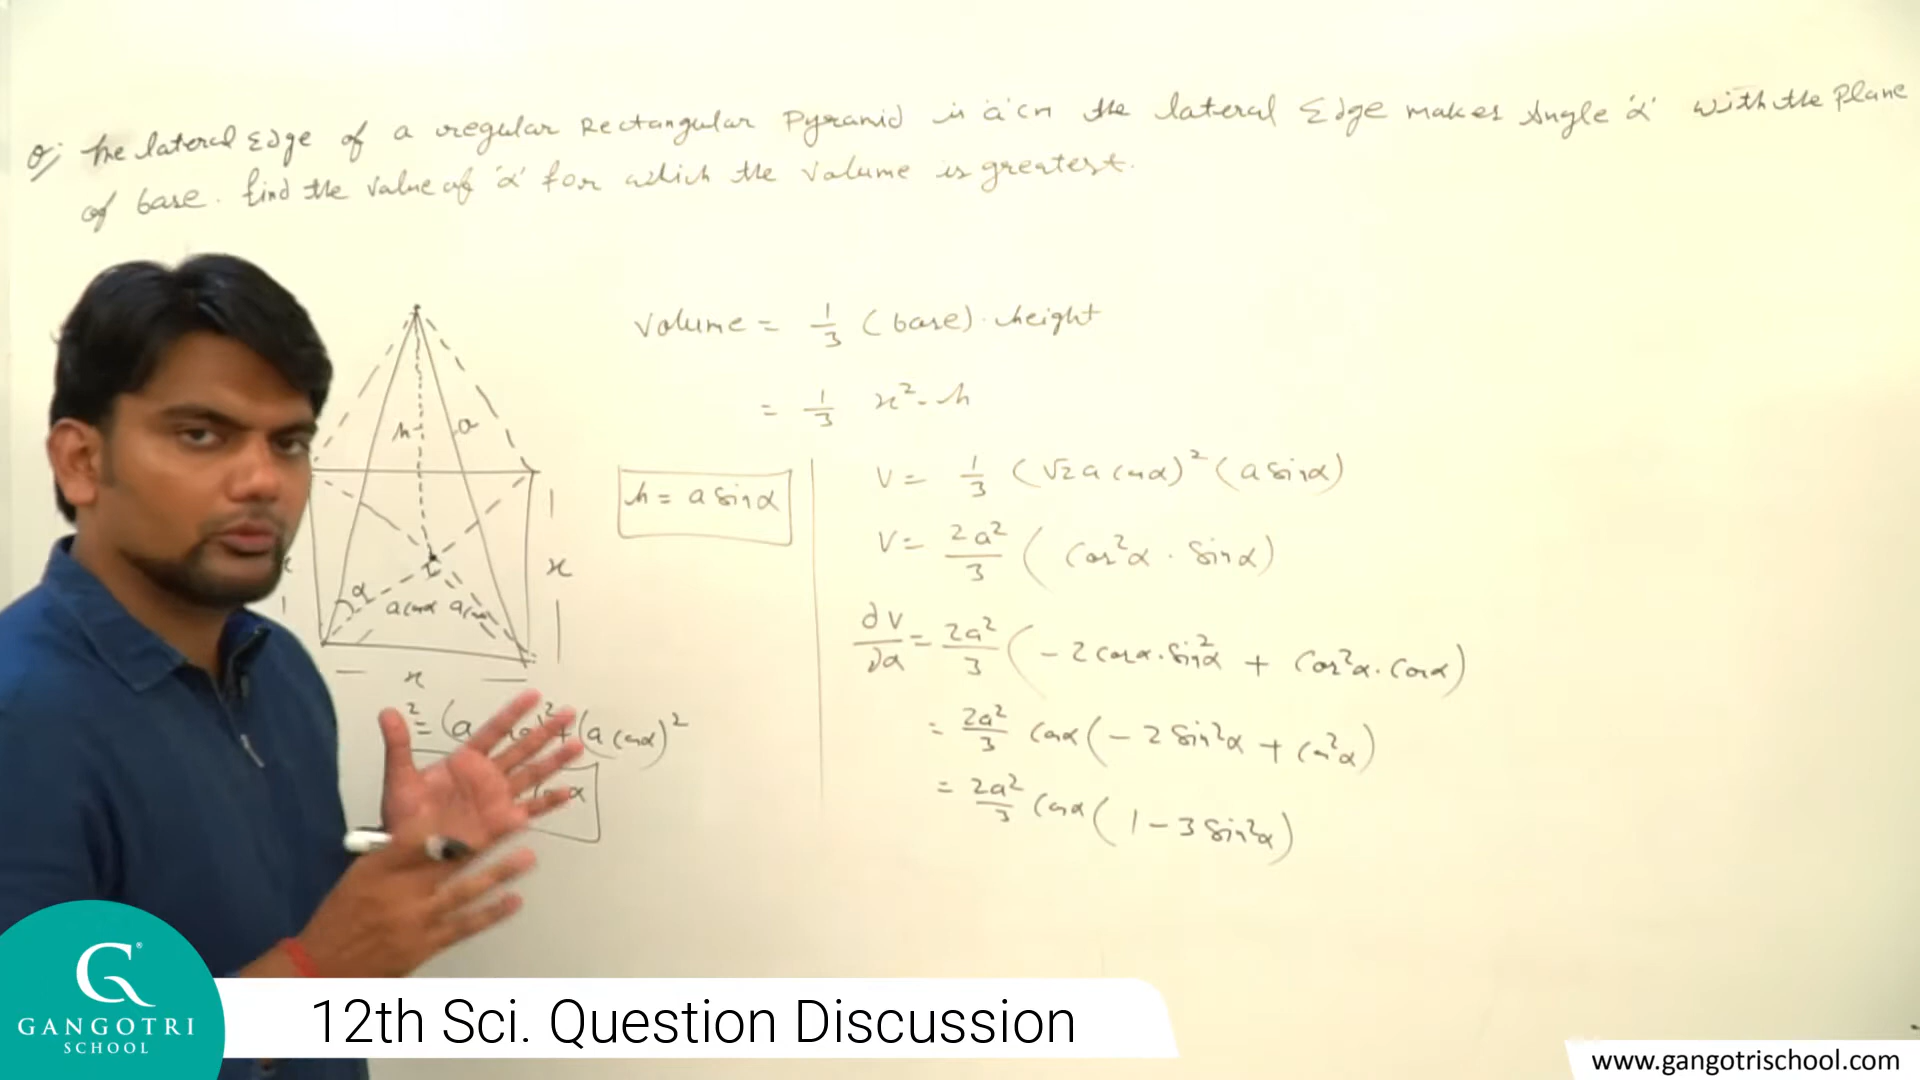 Q; The lateral Edge of a regular Rectangular Pyramid is 'a' cm the lateral Edge makes Angle 'α' with the Plane
of base. find the value of 'α' for which the volume is greatest.
Volume = 1/3 (base) . height
= 1/3 x² . h
h = a sinα
V = 1/3 (√2 a cosα)² (a sinα)
V = 2a²/3 ( cos²α . sinα)
∂V/∂α = 2a²/3 ( - 2 cosα . sin²α + cos²α . cosα)
= 2a²/3 cosα ( - 2 sin²α + cos²α)
= 2a²/3 cosα ( 1 - 3 sin²α)
h
a
α
a cosα
x
x
² = (a )² + (a cosα)²
α
GANGOTRI
SCHOOL
12th Sci. Question Discussion
www.gangotrischool.com